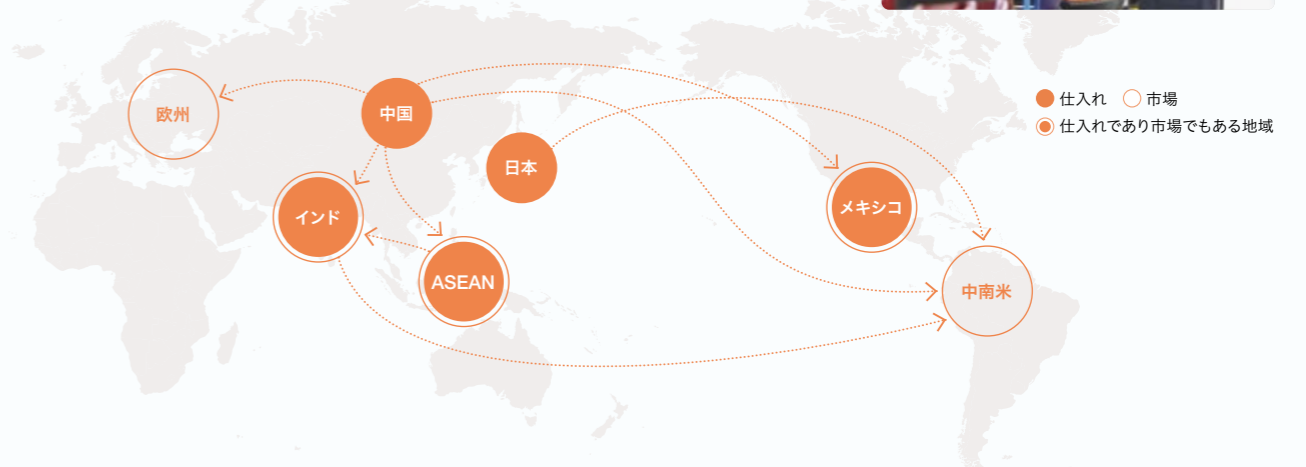 仕入れ 市場
仕入れであり市場でもある地域
欧州
中国
日本
インド
ASEAN
メキシコ
中南米